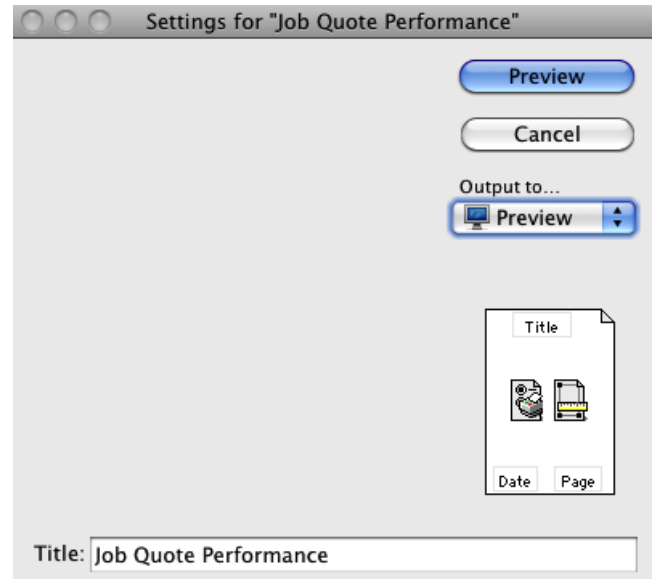 Settings for "Job Quote Performance"
Preview
Cancel
Output to...
Preview
Title
Date Page
Title: Job Quote Performance